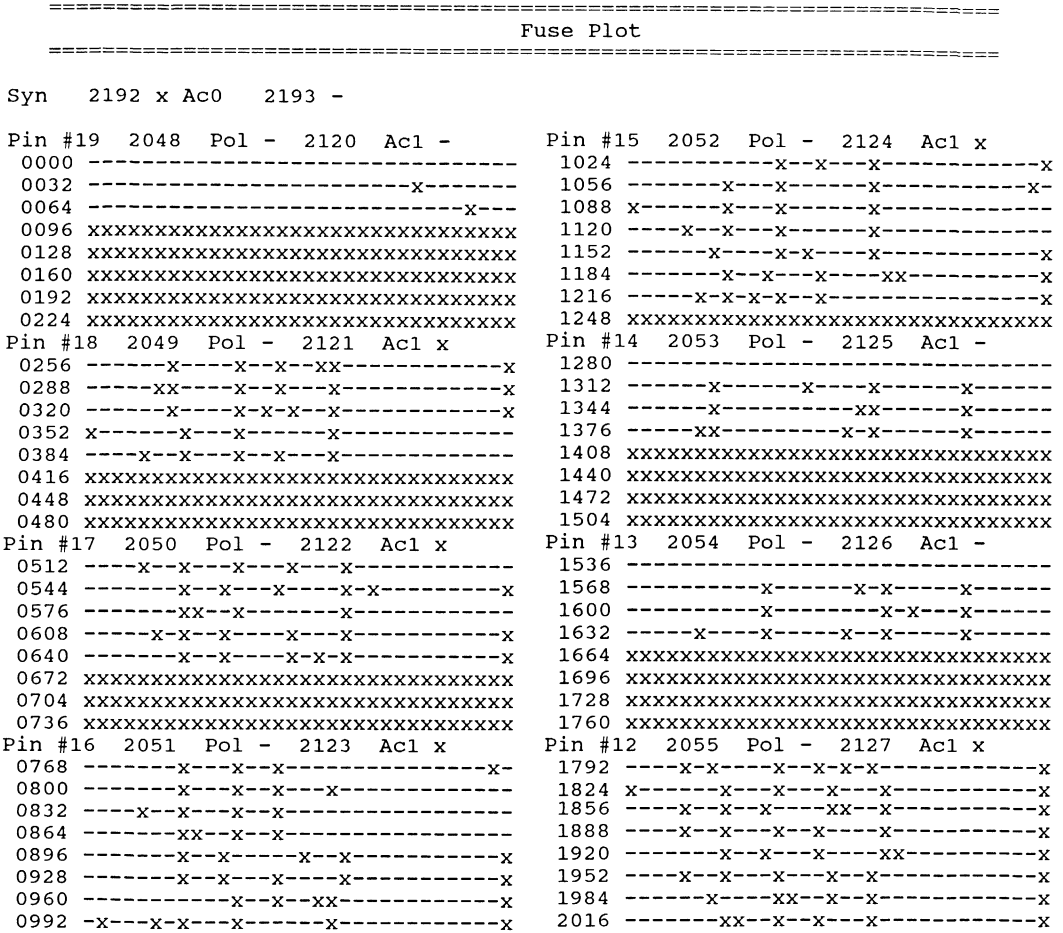 ================================================================================
Fuse Plot
================================================================================
Syn 2192 x Ac0 2193 -
Pin #19 2048 Pol - 2120 Ac1 -
0000 --------------------------------
0032 ------------------------x-------
0064 ----------------------------x---
0096 xxxxxxxxxxxxxxxxxxxxxxxxxxxxxxxx
0128 xxxxxxxxxxxxxxxxxxxxxxxxxxxxxxxx
0160 xxxxxxxxxxxxxxxxxxxxxxxxxxxxxxxx
0192 xxxxxxxxxxxxxxxxxxxxxxxxxxxxxxxx
0224 xxxxxxxxxxxxxxxxxxxxxxxxxxxxxxxx
Pin #18 2049 Pol - 2121 Ac1 x
0256 ------x----x--x--xx------------x
0288 -----xx----x--x---x------------x
0320 ------x----x-x-x--x------------x
0352 x------x---x------x-------------
0384 ----x--x---x--x---x-------------
0416 xxxxxxxxxxxxxxxxxxxxxxxxxxxxxxxx
0448 xxxxxxxxxxxxxxxxxxxxxxxxxxxxxxxx
0480 xxxxxxxxxxxxxxxxxxxxxxxxxxxxxxxx
Pin #17 2050 Pol - 2122 Ac1 x
0512 ----x--x---x---x---x------------
0544 -------x--x---x----x-x---------x
0576 -------xx--x-------x------------
0608 -----x-x--x----x---x-----------x
0640 -------x--x----x-x-x-----------x
0672 xxxxxxxxxxxxxxxxxxxxxxxxxxxxxxxx
0704 xxxxxxxxxxxxxxxxxxxxxxxxxxxxxxxx
0736 xxxxxxxxxxxxxxxxxxxxxxxxxxxxxxxx
Pin #16 2051 Pol - 2123 Ac1 x
0768 -------x---x--x---------------x-
0800 -------x---x--x---x-------------
0832 ----x--x---x--x-----------------
0864 -------xx--x--x-----------------
0896 -------x--x-----x--x-----------x
0928 -------x--x---x----x-----------x
0960 -----------x--x--xx------------x
0992 -x---x-x---x------x------------x
Pin #15 2052 Pol - 2124 Ac1 x
1024 -----------x--x---x------------x
1056 -------x---x------x-----------x-
1088 x------x---x------x-------------
1120 ----x--x---x------x-------------
1152 ------x----x-x----x------------x
1184 -------x--x---x----xx----------x
1216 -----x-x-x-x--x----------------x
1248 xxxxxxxxxxxxxxxxxxxxxxxxxxxxxxxx
Pin #14 2053 Pol - 2125 Ac1 -
1280 --------------------------------
1312 ------x------x----x------x------
1344 ------x----------xx------x------
1376 -----xx---------x-x------x------
1408 xxxxxxxxxxxxxxxxxxxxxxxxxxxxxxxx
1440 xxxxxxxxxxxxxxxxxxxxxxxxxxxxxxxx
1472 xxxxxxxxxxxxxxxxxxxxxxxxxxxxxxxx
1504 xxxxxxxxxxxxxxxxxxxxxxxxxxxxxxxx
Pin #13 2054 Pol - 2126 Ac1 -
1536 --------------------------------
1568 ----------x------x-x-----x------
1600 ----------x--------x-x---x------
1632 -----x----x-----x--x-----x------
1664 xxxxxxxxxxxxxxxxxxxxxxxxxxxxxxxx
1696 xxxxxxxxxxxxxxxxxxxxxxxxxxxxxxxx
1728 xxxxxxxxxxxxxxxxxxxxxxxxxxxxxxxx
1760 xxxxxxxxxxxxxxxxxxxxxxxxxxxxxxxx
Pin #12 2055 Pol - 2127 Ac1 x
1792 ----x-x----x--x-x-x------------x
1824 x------x---x---x--x------------x
1856 ----x--x--x----xx--x-----------x
1888 ----x--x---x--x---x------------x
1920 -------x--x---x----xx----------x
1952 ----x--x---x---x--x------------x
1984 ------x----xx--x--x------------x
2016 -------xx--x--x---x------------x